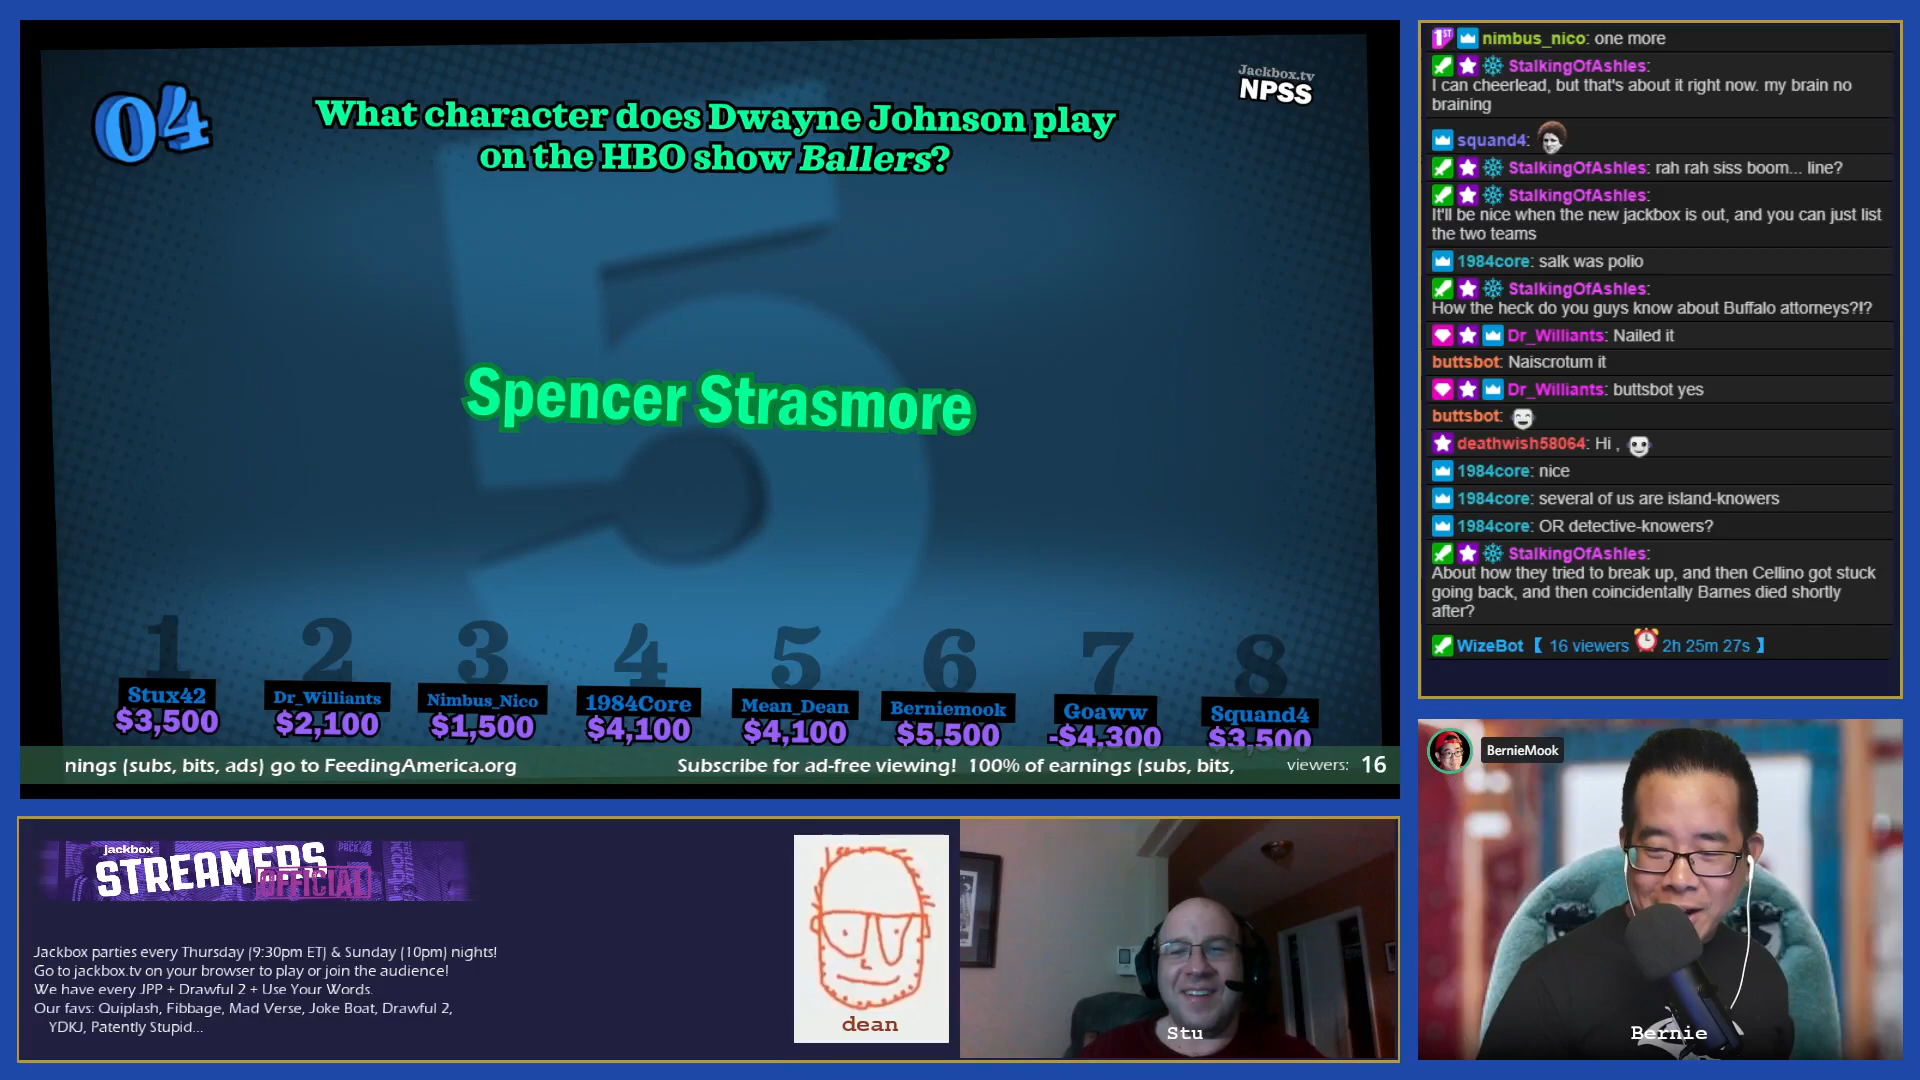 04
What character does Dwayne Johnson play
on the HBO show Ballers?
Jackbox.tv
NPSS
5
Spencer Strasmore
1 2 3 4 5 6 7 8
Stux42 Dr_Williants Nimbus_Nico 1984Core Mean_Dean Berniemook Goaww Squand4
$3,500 $2,100 $1,500 $4,100 $4,100 $5,500 -$4,300 $3,500
nings (subs, bits, ads) go to FeedingAmerica.org Subscribe for ad-free viewing! 100% of earnings (subs, bits, viewers: 16
1ST nimbus_nico: one more
StalkingOfAshles:
I can cheerlead, but that's about it right now. my brain no
braining
squand4:
StalkingOfAshles: rah rah siss boom... line?
StalkingOfAshles:
It'll be nice when the new jackbox is out, and you can just list
the two teams
1984core: salk was polio
StalkingOfAshles:
How the heck do you guys know about Buffalo attorneys?!?
Dr_Williants: Nailed it
buttsbot: Naiscrotum it
Dr_Williants: buttsbot yes
buttsbot:
deathwish58064: Hi ,
1984core: nice
1984core: several of us are island-knowers
1984core: OR detective-knowers?
StalkingOfAshles:
About how they tried to break up, and then Cellino got stuck
going back, and then coincidentally Barnes died shortly
after?
WizeBot 【 16 viewers 2h 25m 27s 】
jackbox
STREAMERS
OFFICIAL
Jackbox parties every Thursday (9:30pm ET) & Sunday (10pm) nights!
Go to jackbox.tv on your browser to play or join the audience!
We have every JPP + Drawful 2 + Use Your Words.
Our favs: Quiplash, Fibbage, Mad Verse, Joke Boat, Drawful 2,
YDKJ, Patently Stupid...
dean
Stu
BernieMook
Bernie